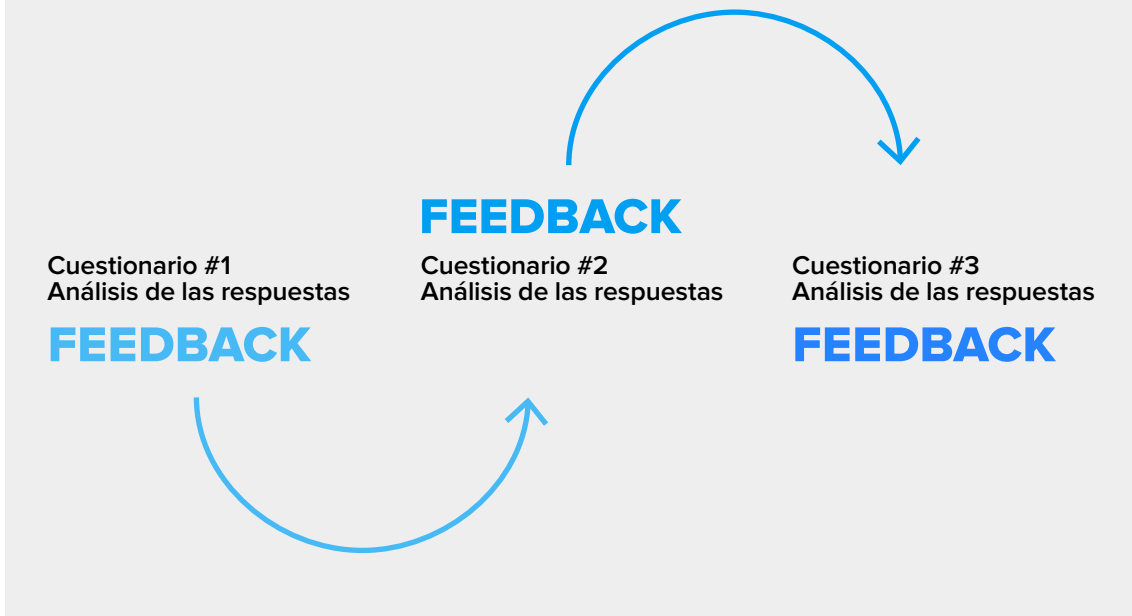 Cuestionario #1
Análisis de las respuestas
FEEDBACK
FEEDBACK
Cuestionario #2
Análisis de las respuestas
Cuestionario #3
Análisis de las respuestas
FEEDBACK